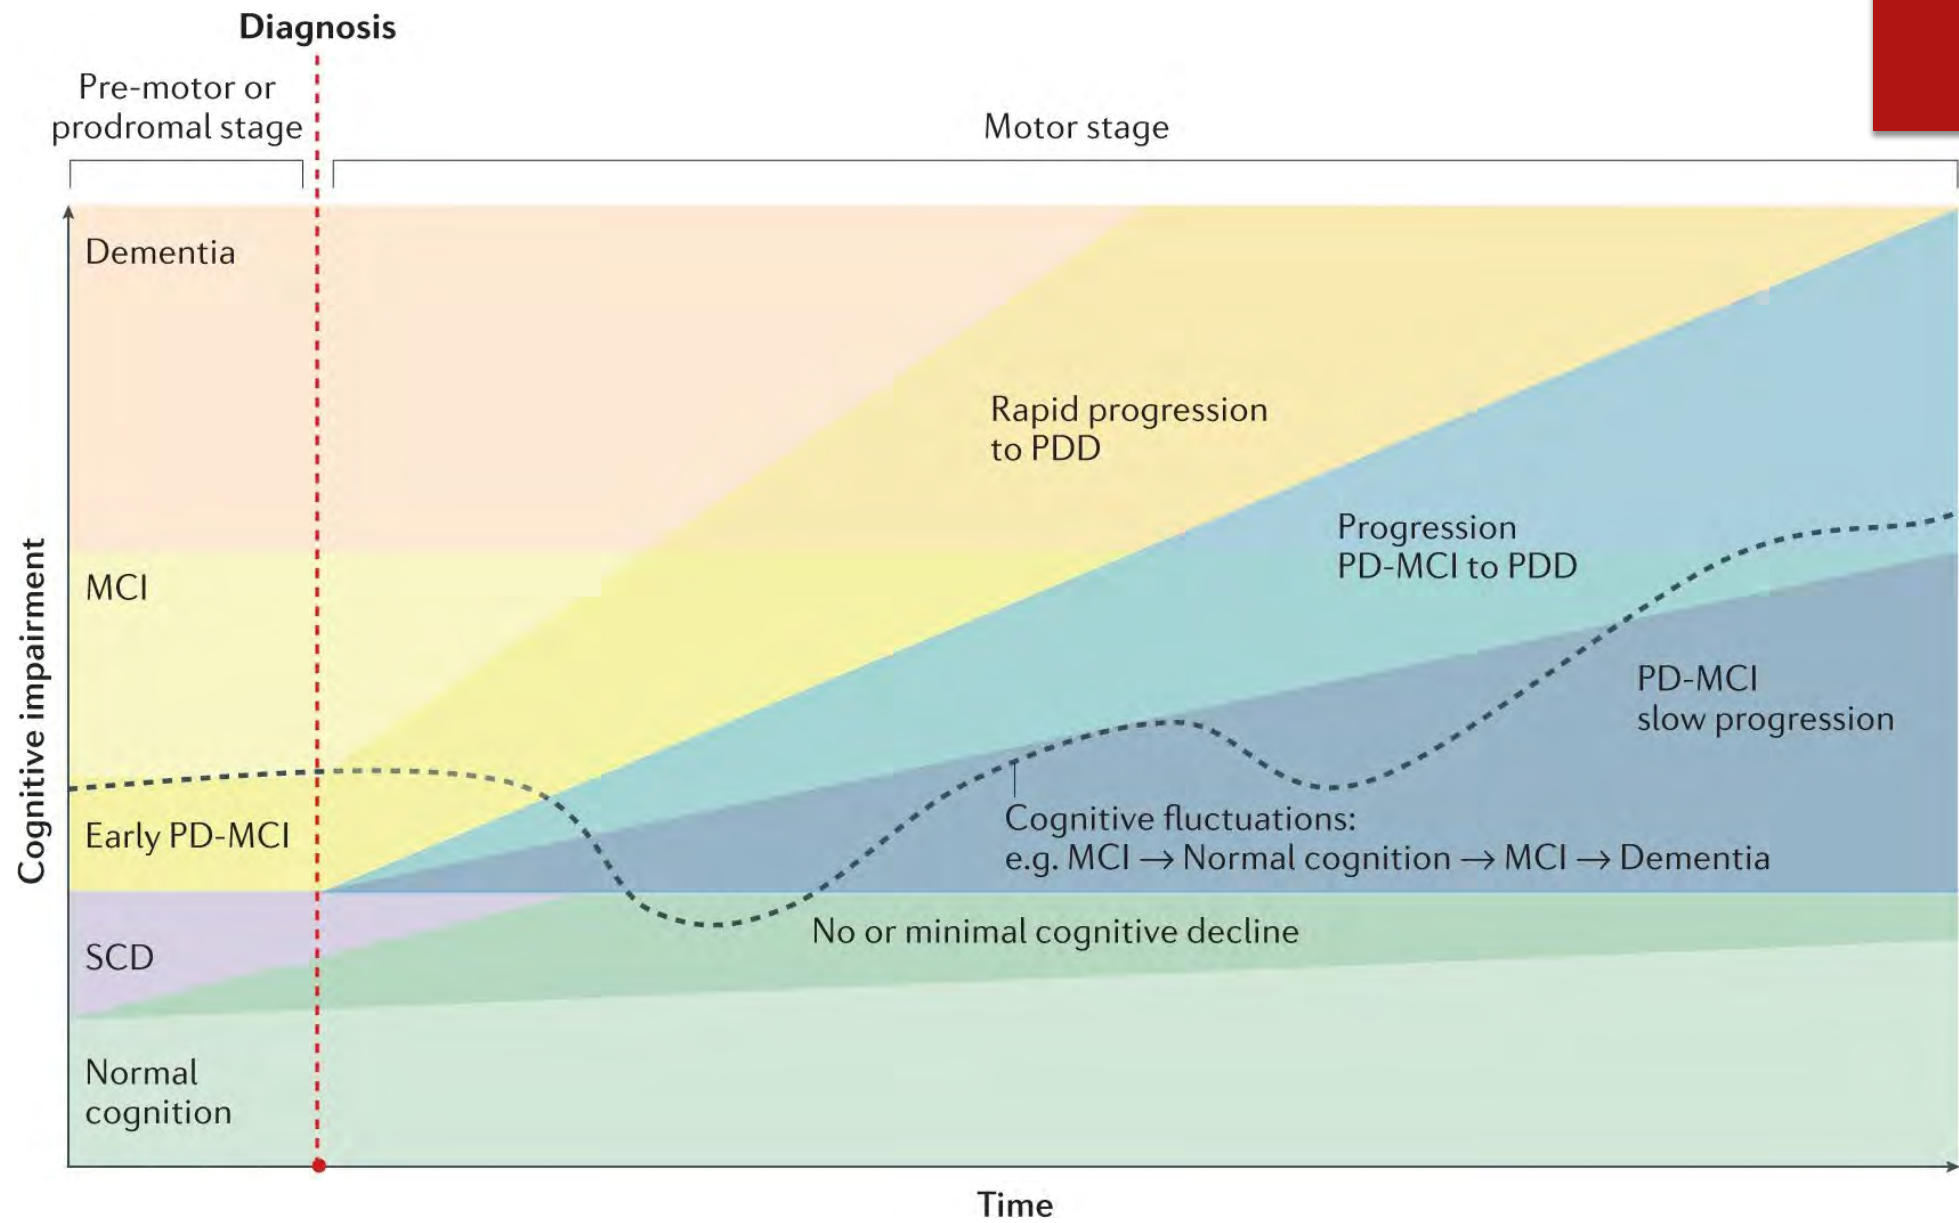 Diagnosis
Pre-motor or
prodromal stage
Motor stage
Dementia
Rapid progression
to PDD
Progression
PD-MCI to PDD
MCI
PD-MCI
slow progression
Cognitive impairment
Early PD-MCI
Cognitive fluctuations:
e.g. MCI → Normal cognition → MCI → Dementia
No or minimal cognitive decline
SCD
Normal
cognition
Time